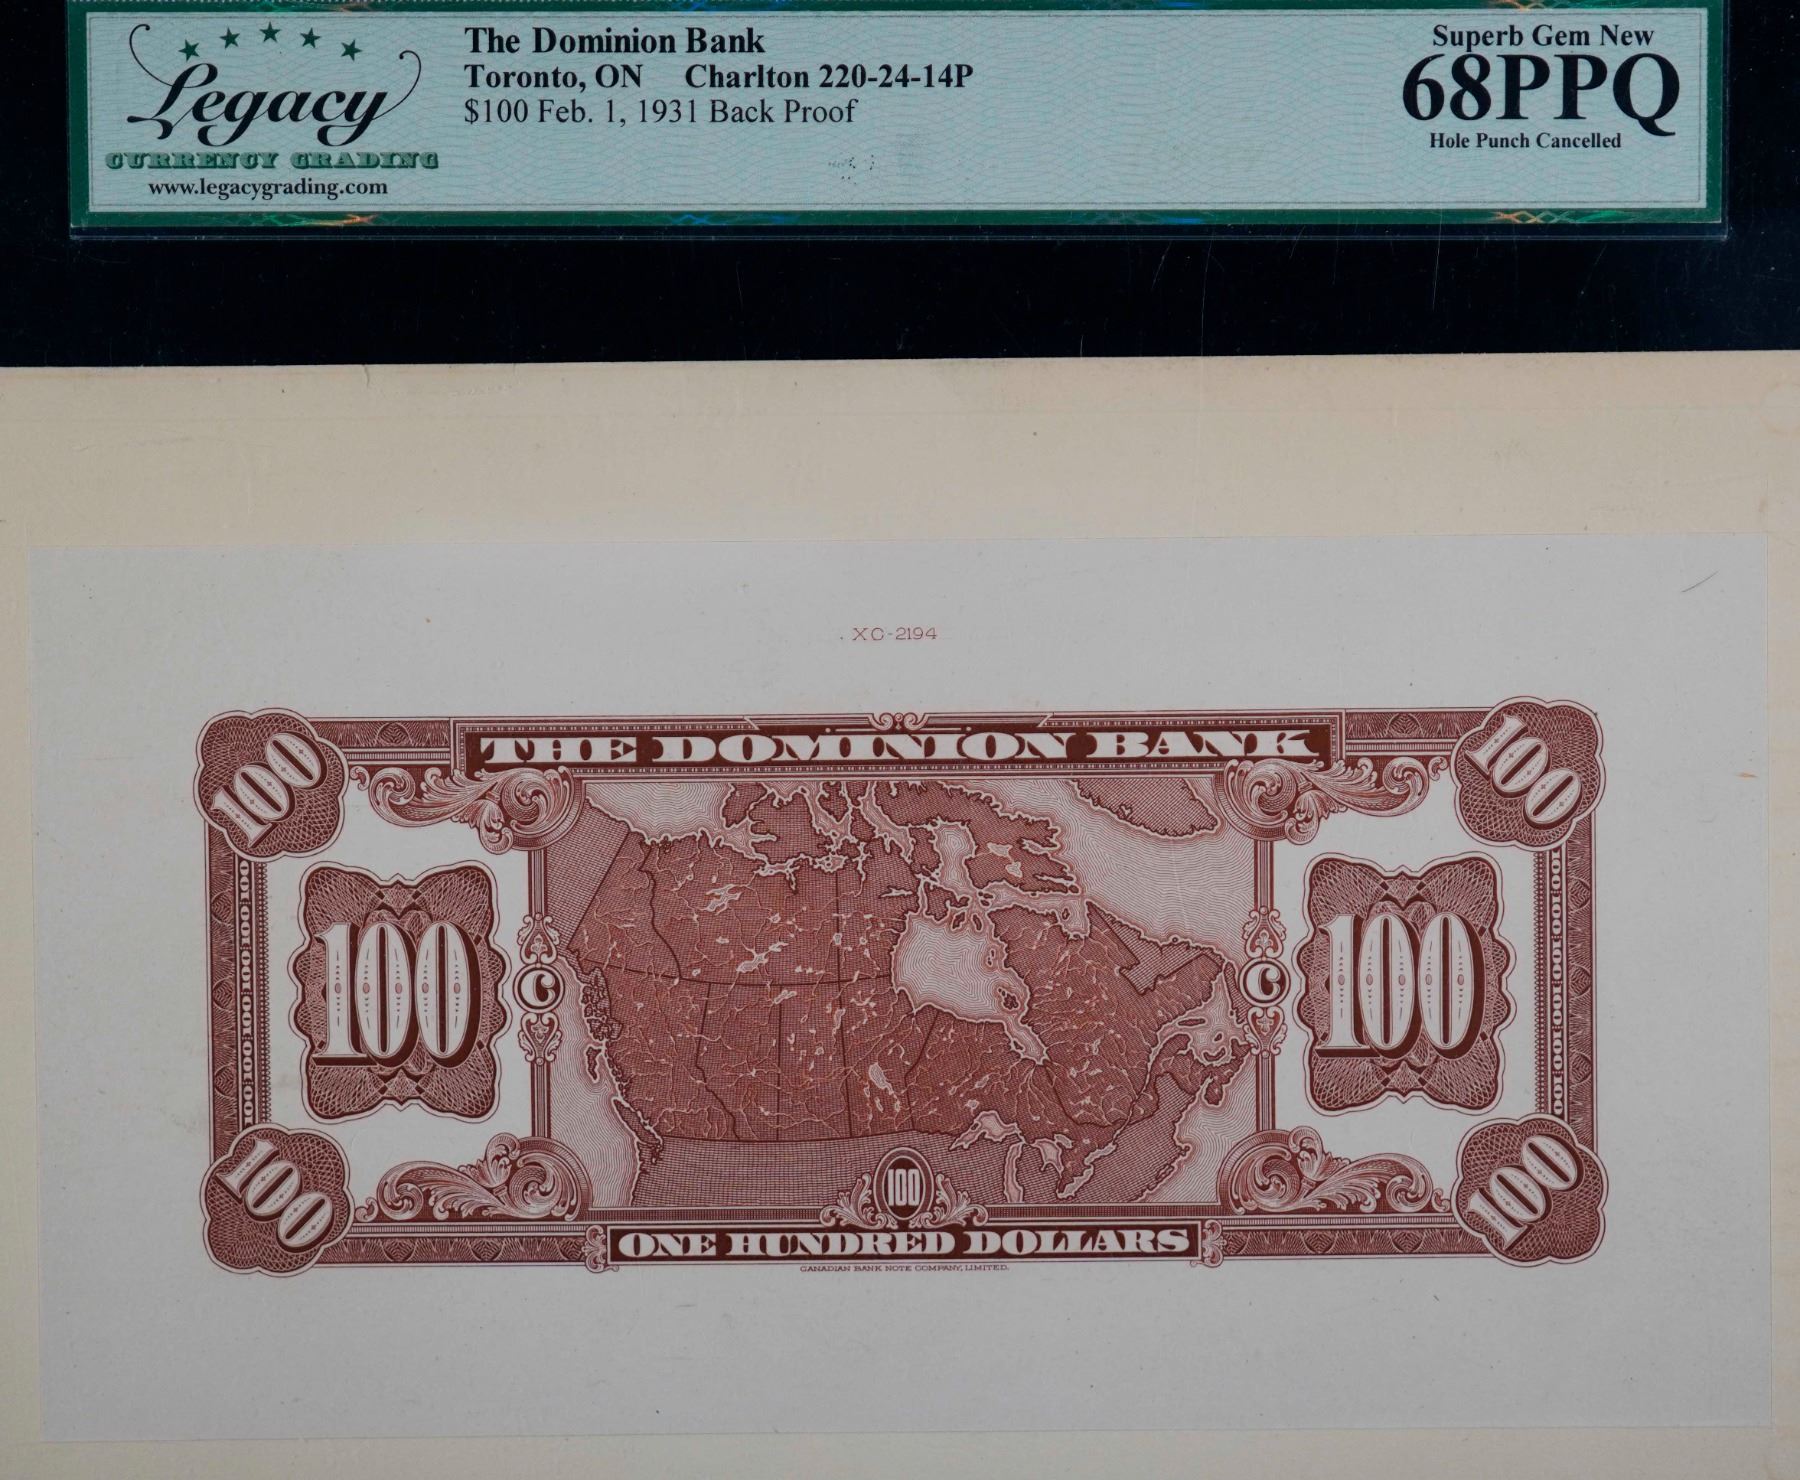 Legacy
CURRENCY GRADING
www.legacygrading.com
The Dominion Bank
Toronto, ON Charlton 220-24-14P
$100 Feb. 1, 1931 Back Proof
Superb Gem New
68PPQ
Hole Punch Cancelled
XC-2194
THE DOMINION BANK
100
100
100
100
C
C
100
100
100
100
100
ONE HUNDRED DOLLARS
CANADIAN BANK NOTE COMPANY, LIMITED.